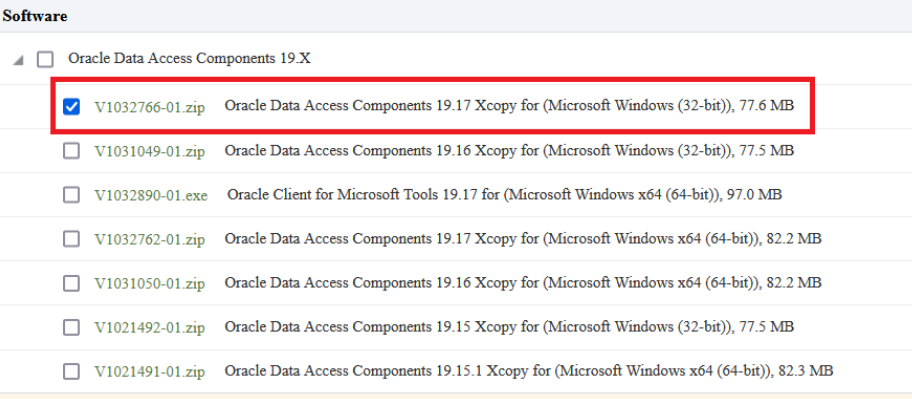 Software
Oracle Data Access Components 19.X
V1032766-01.zip Oracle Data Access Components 19.17 Xcopy for (Microsoft Windows (32-bit)), 77.6 MB
V1031049-01.zip Oracle Data Access Components 19.16 Xcopy for (Microsoft Windows (32-bit)), 77.5 MB
V1032890-01.exe Oracle Client for Microsoft Tools 19.17 for (Microsoft Windows x64 (64-bit)), 97.0 MB
V1032762-01.zip Oracle Data Access Components 19.17 Xcopy for (Microsoft Windows x64 (64-bit)), 82.2 MB
V1031050-01.zip Oracle Data Access Components 19.16 Xcopy for (Microsoft Windows x64 (64-bit)), 82.2 MB
V1021492-01.zip Oracle Data Access Components 19.15 Xcopy for (Microsoft Windows (32-bit)), 77.5 MB
V1021491-01.zip Oracle Data Access Components 19.15.1 Xcopy for (Microsoft Windows x64 (64-bit)), 82.3 MB